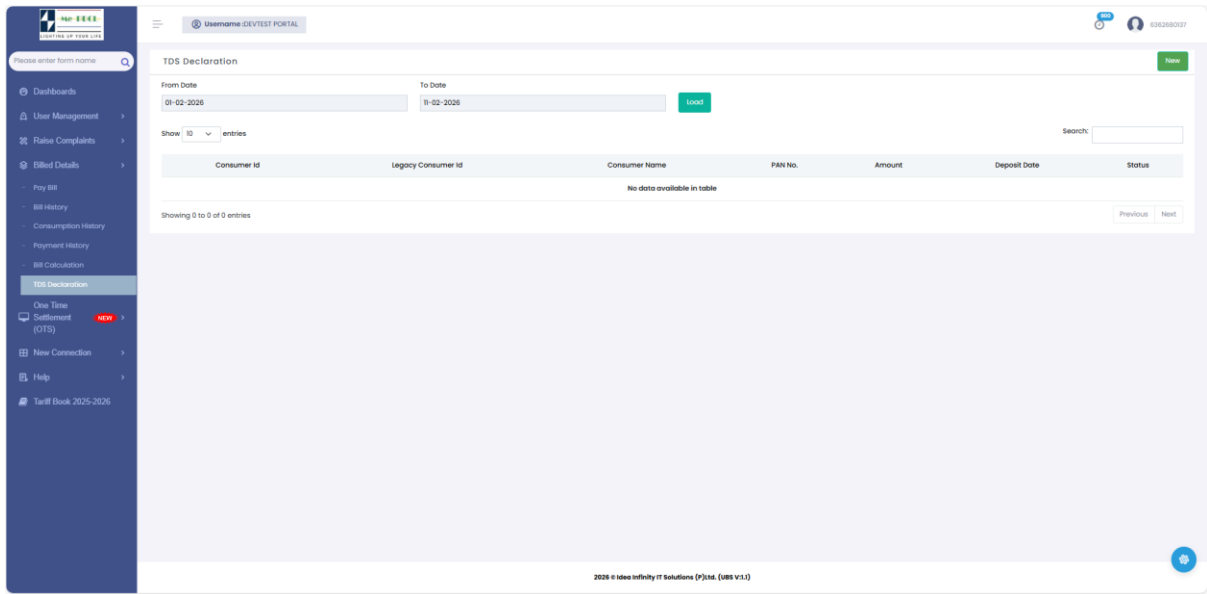 Me-PDCL
LIGHTING UP YOUR LIFE
Username :DEVTEST PORTAL
6362680137
Please enter form name
Dashboards
User Management
Raise Complaints
Billed Details
Pay Bill
Bill History
Consumption History
Payment History
Bill Calculation
TDS Declaration
One Time
Settlement
(OTS)
NEW
New Connection
Help
Tariff Book 2025-2026
TDS Declaration
New
From Date
To Date
01-02-2026
11-02-2026
Load
Show 10 entries
Search:
Consumer Id Legacy Consumer Id Consumer Name PAN No. Amount Deposit Date Status
No data available in table
Showing 0 to 0 of 0 entries
Previous Next
2026 © Idea Infinity IT Solutions (P)Ltd. (UBS V:1.1)